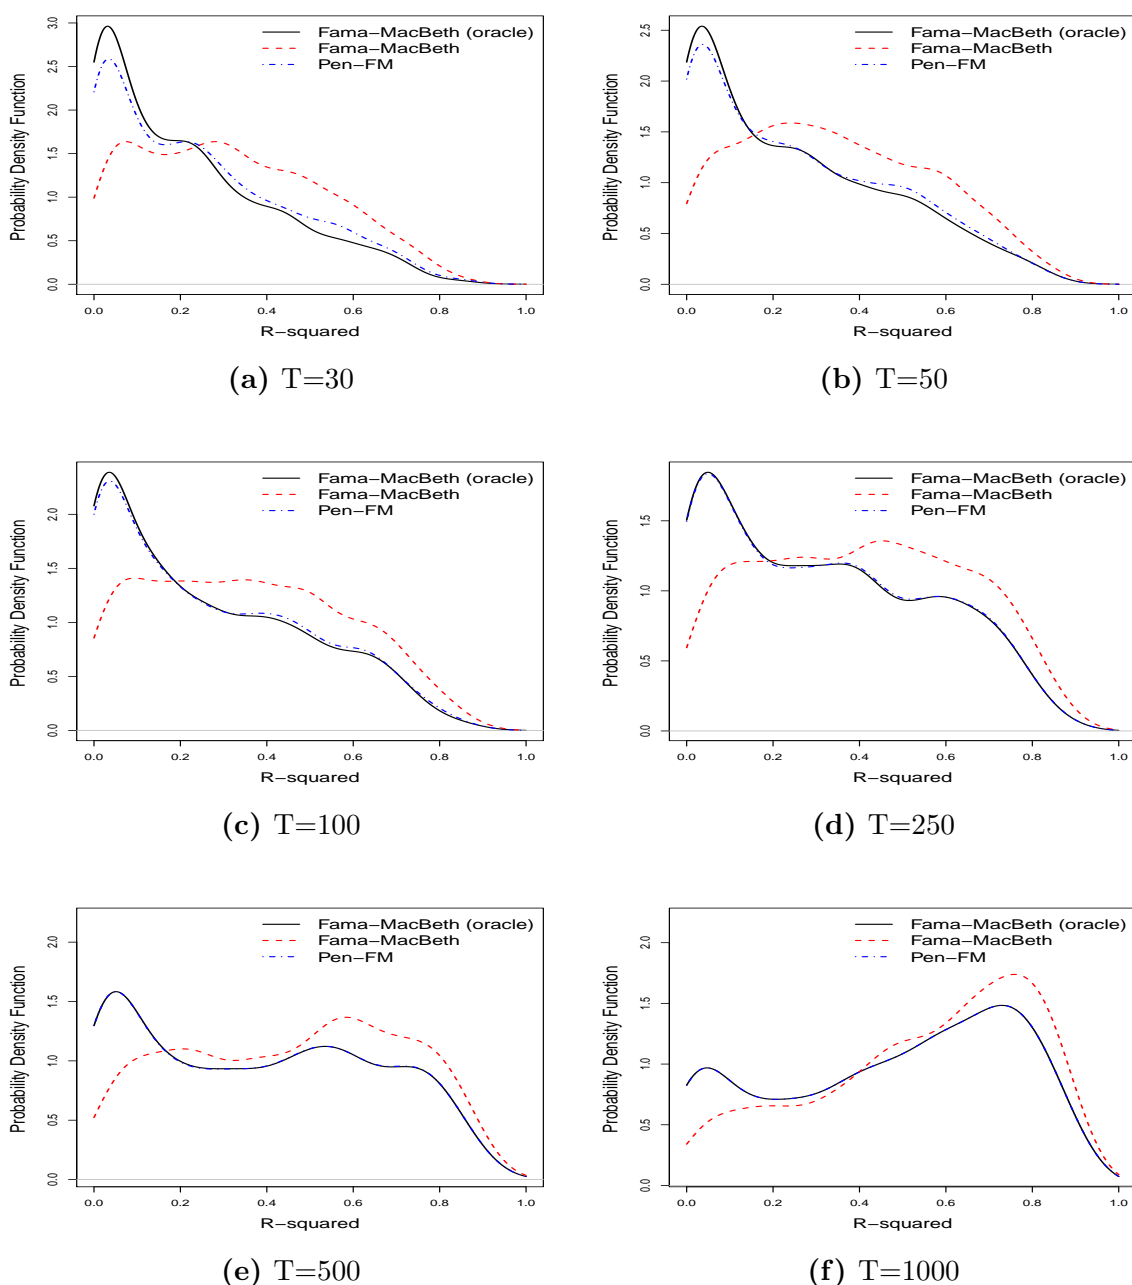 Fama−MacBeth (oracle)
Fama−MacBeth
Pen−FM
Probability Density Function
0.0 0.5 1.0 1.5 2.0 2.5 3.0
0.0 0.2 0.4 0.6 0.8 1.0
R−squared
(a) T=30
Fama−MacBeth (oracle)
Fama−MacBeth
Pen−FM
Probability Density Function
0.0 0.5 1.0 1.5 2.0 2.5
0.0 0.2 0.4 0.6 0.8 1.0
R−squared
(b) T=50
Fama−MacBeth (oracle)
Fama−MacBeth
Pen−FM
Probability Density Function
0.0 0.5 1.0 1.5 2.0
0.0 0.2 0.4 0.6 0.8 1.0
R−squared
(c) T=100
Fama−MacBeth (oracle)
Fama−MacBeth
Pen−FM
Probability Density Function
0.0 0.5 1.0 1.5
0.0 0.2 0.4 0.6 0.8 1.0
R−squared
(d) T=250
Fama−MacBeth (oracle)
Fama−MacBeth
Pen−FM
Probability Density Function
0.0 0.5 1.0 1.5 2.0
0.0 0.2 0.4 0.6 0.8 1.0
R−squared
(e) T=500
Fama−MacBeth (oracle)
Fama−MacBeth
Pen−FM
Probability Density Function
0.0 0.5 1.0 1.5 2.0
0.0 0.2 0.4 0.6 0.8 1.0
R−squared
(f) T=1000